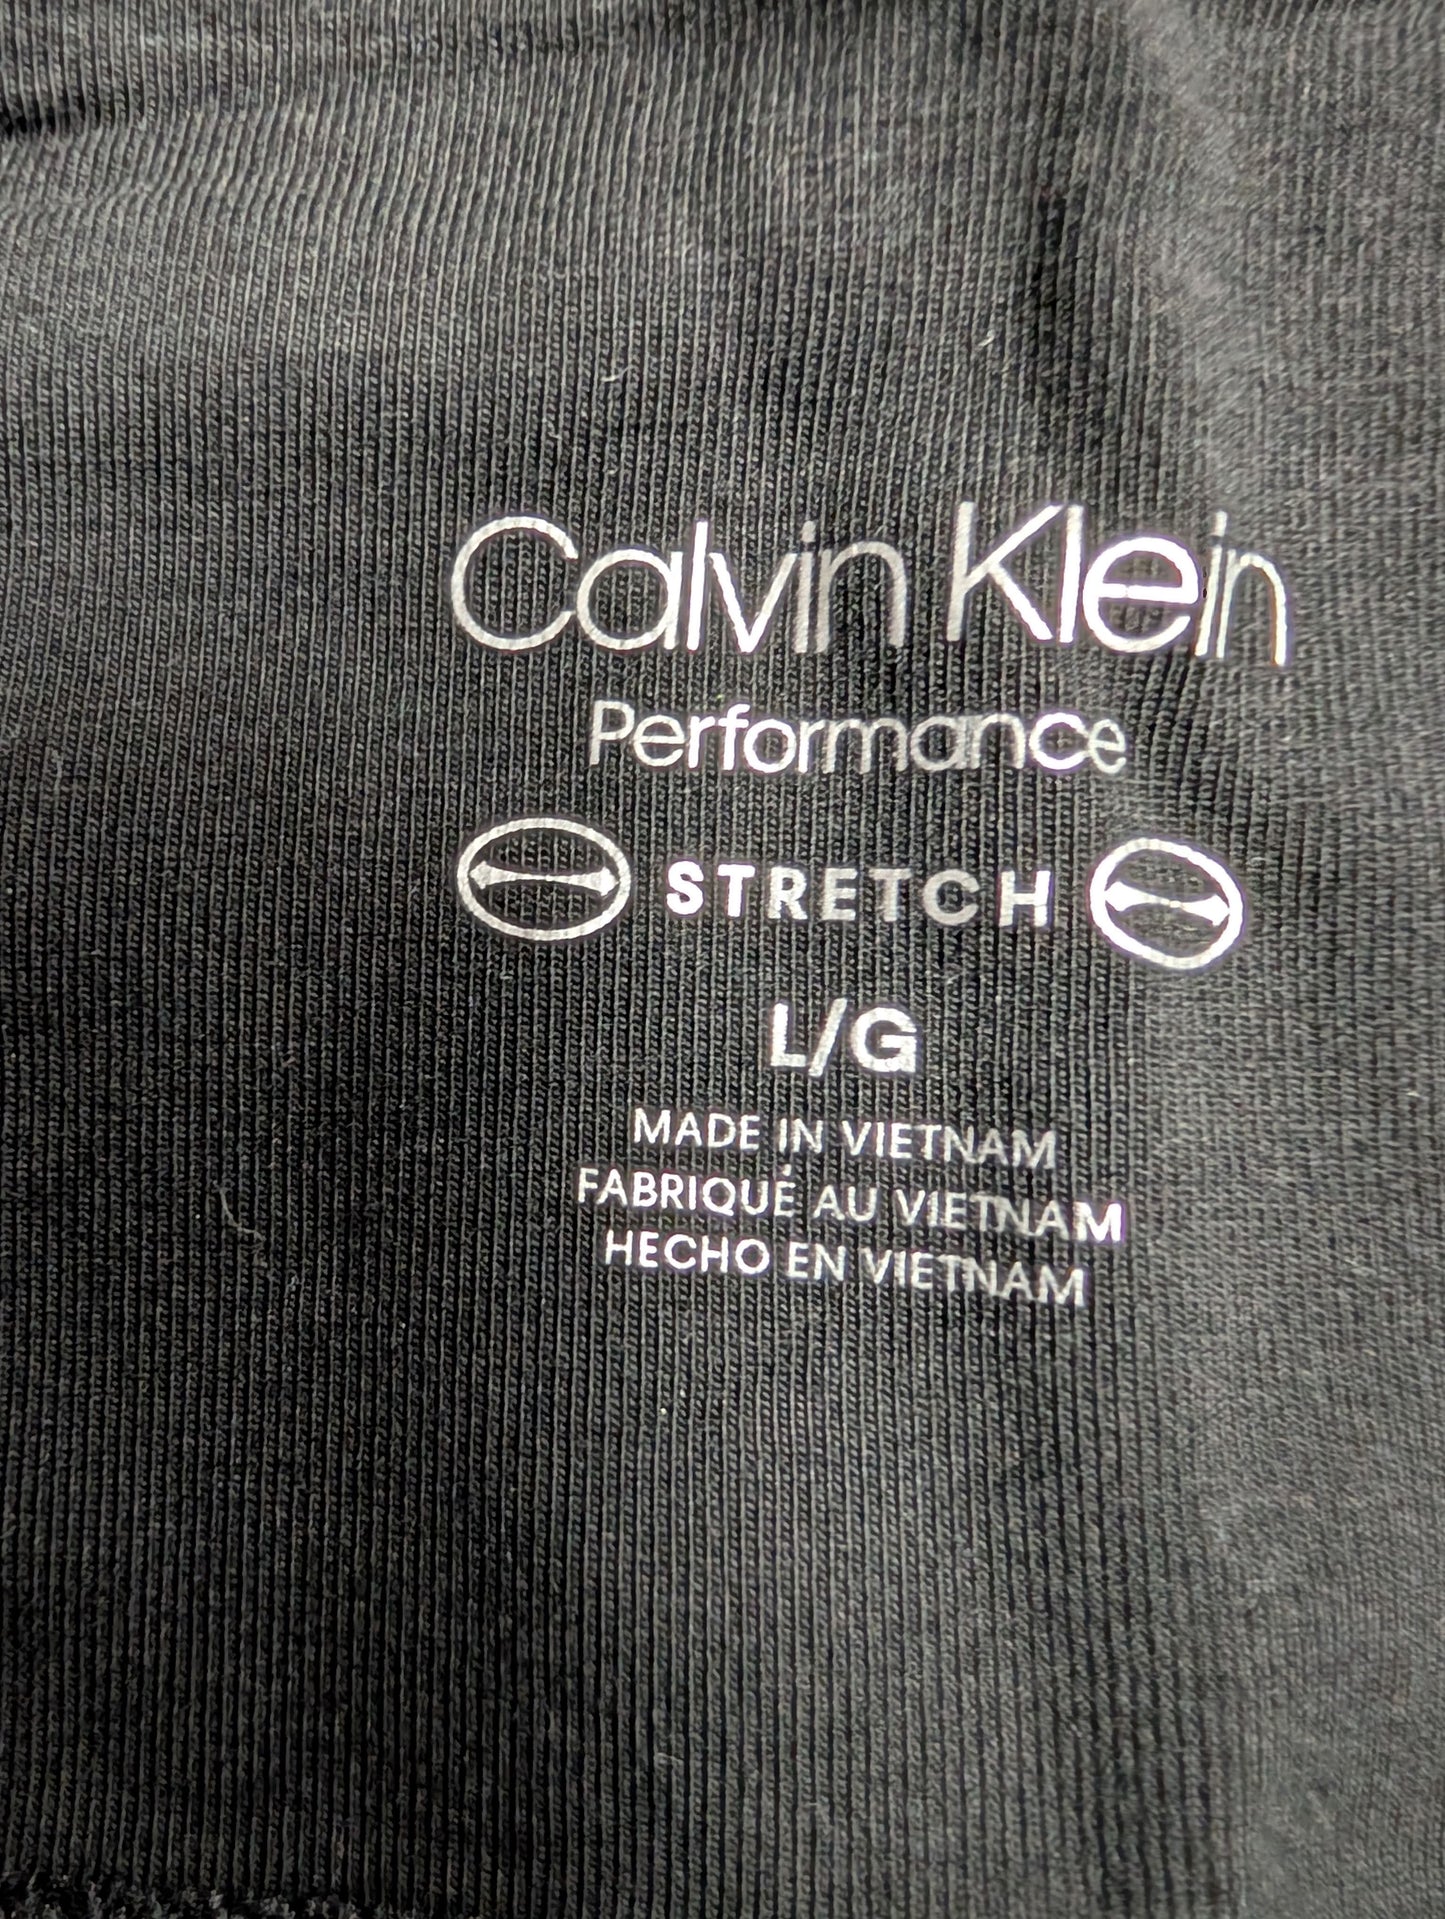 Calvin Klein
Performance
STRETCH
L/G
MADE IN VIETNAM
FABRIQUÉ AU VIETNAM
HECHO EN VIETNAM